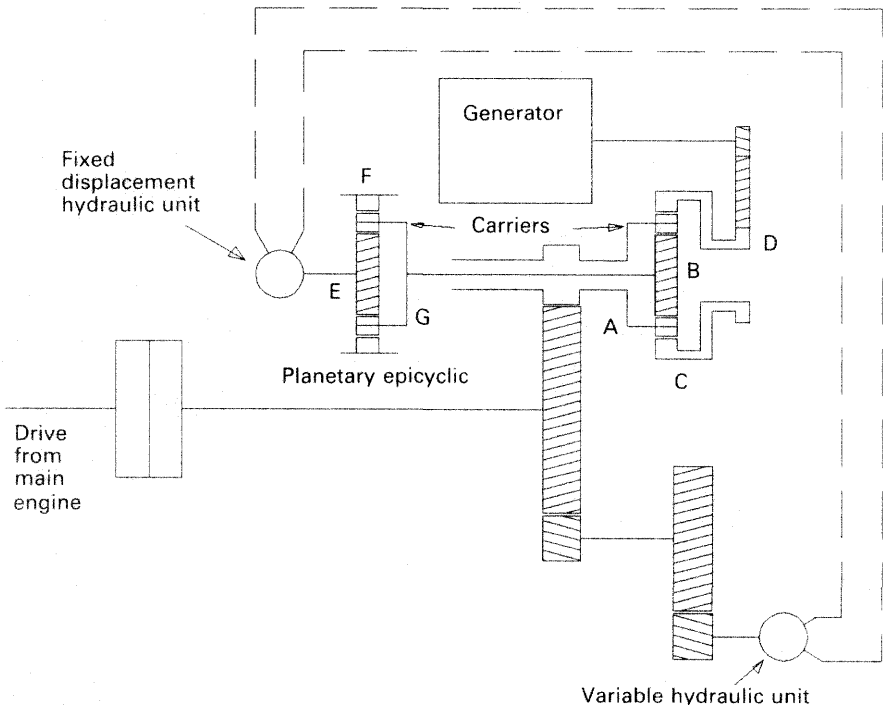 Generator
Fixed
displacement
hydraulic unit
F
Carriers
D
B
E
G
A
Planetary epicyclic
C
Drive from
main
engine
Variable hydraulic unit